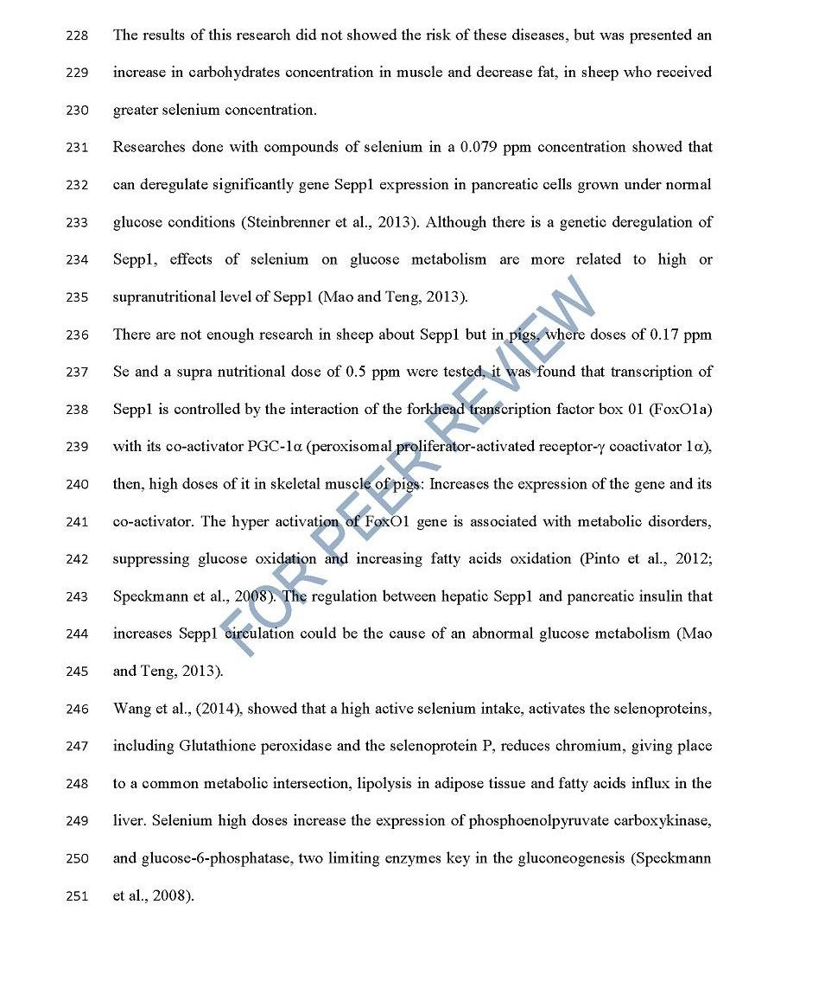 228 The results of this research did not showed the risk of these diseases, but was presented an
229 increase in carbohydrates concentration in muscle and decrease fat, in sheep who received
230 greater selenium concentration.
231 Researches done with compounds of selenium in a 0.079 ppm concentration showed that
232 can deregulate significantly gene Sepp1 expression in pancreatic cells grown under normal
233 glucose conditions (Steinbrenner et al., 2013). Although there is a genetic deregulation of
234 Sepp1, effects of selenium on glucose metabolism are more related to high or
235 supranutritional level of Sepp1 (Mao and Teng, 2013).
236 There are not enough research in sheep about Sepp1 but in pigs, where doses of 0.17 ppm
237 Se and a supra nutritional dose of 0.5 ppm were tested, it was found that transcription of
238 Sepp1 is controlled by the interaction of the forkhead transcription factor box 01 (FoxO1a)
239 with its co-activator PGC-1α (peroxisomal proliferator-activated receptor-γ coactivator 1α),
240 then, high doses of it in skeletal muscle of pigs: Increases the expression of the gene and its
241 co-activator. The hyper activation of FoxO1 gene is associated with metabolic disorders,
242 suppressing glucose oxidation and increasing fatty acids oxidation (Pinto et al., 2012;
243 Speckmann et al., 2008). The regulation between hepatic Sepp1 and pancreatic insulin that
244 increases Sepp1 circulation could be the cause of an abnormal glucose metabolism (Mao
245 and Teng, 2013).
246 Wang et al., (2014), showed that a high active selenium intake, activates the selenoproteins,
247 including Glutathione peroxidase and the selenoprotein P, reduces chromium, giving place
248 to a common metabolic intersection, lipolysis in adipose tissue and fatty acids influx in the
249 liver. Selenium high doses increase the expression of phosphoenolpyruvate carboxykinase,
250 and glucose-6-phosphatase, two limiting enzymes key in the gluconeogenesis (Speckmann
251 et al., 2008).
FOR PEER REVIEW